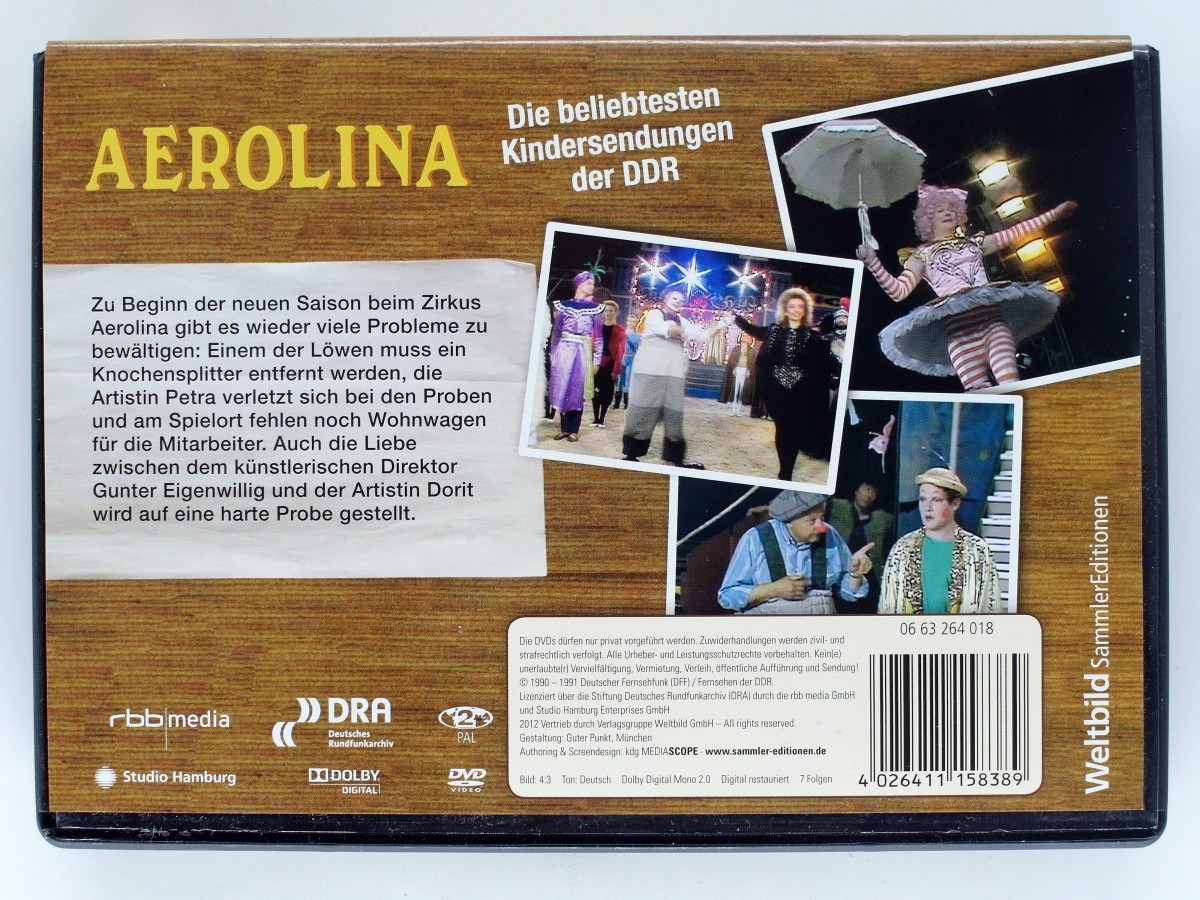 AEROLINA
Die beliebtesten
Kindersendungen
der DDR
Zu Beginn der neuen Saison beim Zirkus
Aerolina gibt es wieder viele Probleme zu
bewältigen: Einem der Löwen muss ein
Knochensplitter entfernt werden, die
Artistin Petra verletzt sich bei den Proben
und am Spielort fehlen noch Wohnwagen
für die Mitarbeiter. Auch die Liebe
zwischen dem künstlerischen Direktor
Gunter Eigenwillig und der Artistin Dorit
wird auf eine harte Probe gestellt.
rbb media
DRA
Deutsches
Rundfunkarchiv
2
PAL
Studio Hamburg
DOLBY
DIGITAL
DVD
VIDEO
Die DVDs dürfen nur privat vorgeführt werden. Zuwiderhandlungen werden zivil- und
strafrechtlich verfolgt. Alle Urheber- und Leistungsschutzrechte vorbehalten. Kein(e)
unerlaubte(r) Vervielfältigung, Vermietung, Verleih, öffentliche Aufführung und Sendung!
© 1990 – 1991 Deutscher Fernsehfunk (DFF) / Fernsehen der DDR.
Lizenziert über die Stiftung Deutsches Rundfunkarchiv (DRA) durch die rbb media GmbH
und Studio Hamburg Enterprises GmbH
2012 Vertrieb durch Verlagsgruppe Weltbild GmbH – All rights reserved.
Gestaltung: Guter Punkt, München
Authoring & Screendesign: kdg MEDIASCOPE · www.sammler-editionen.de
Bild: 4:3 Ton: Deutsch Dolby Digital Mono 2.0 Digital restauriert 7 Folgen
06 63 264 018
4 026411 158389
Weltbild SammlerEditionen